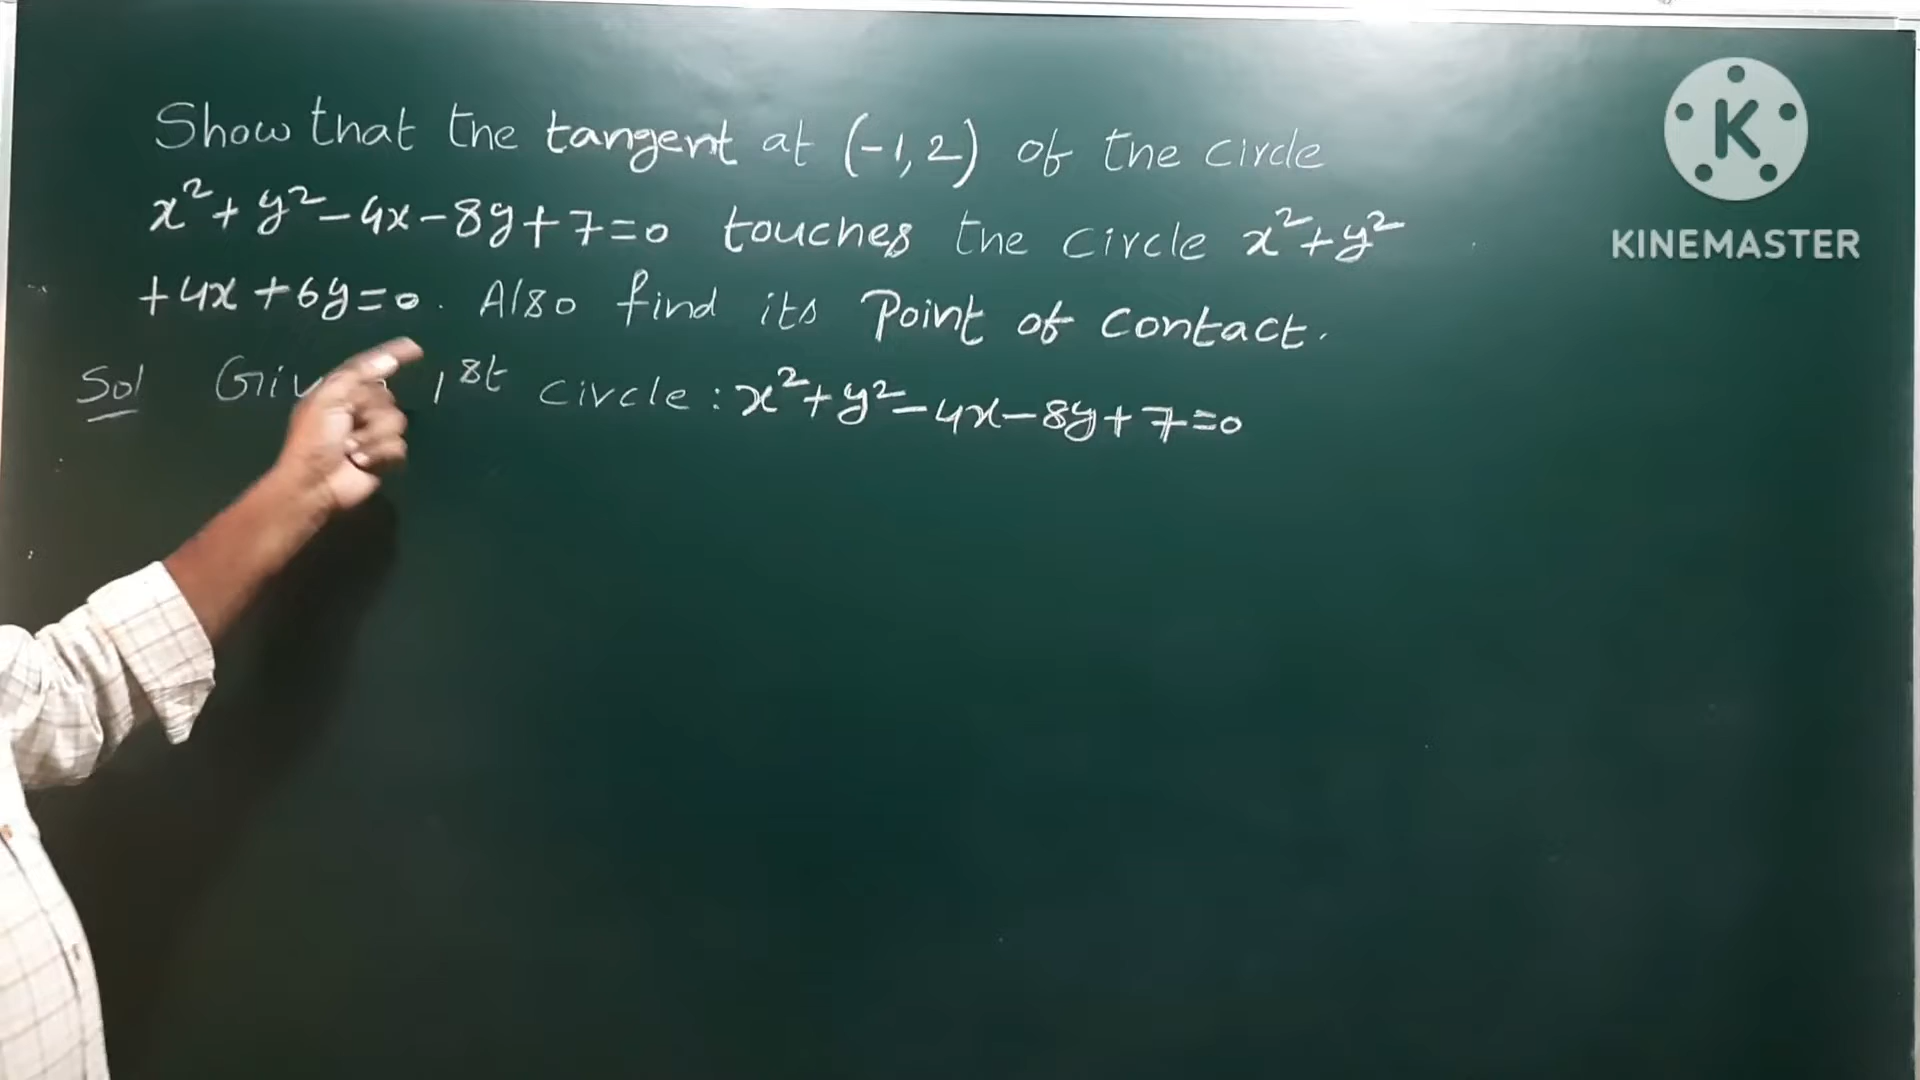 Show that the tangent at (-1, 2) of the circle
x²+y²-4x-8y+7=0 touches the circle x²+y²
+4x+6y=0. Also find its Point of contact.
Sol Giv 1st circle: x²+y²-4x-8y+7=0
K
KINEMASTER